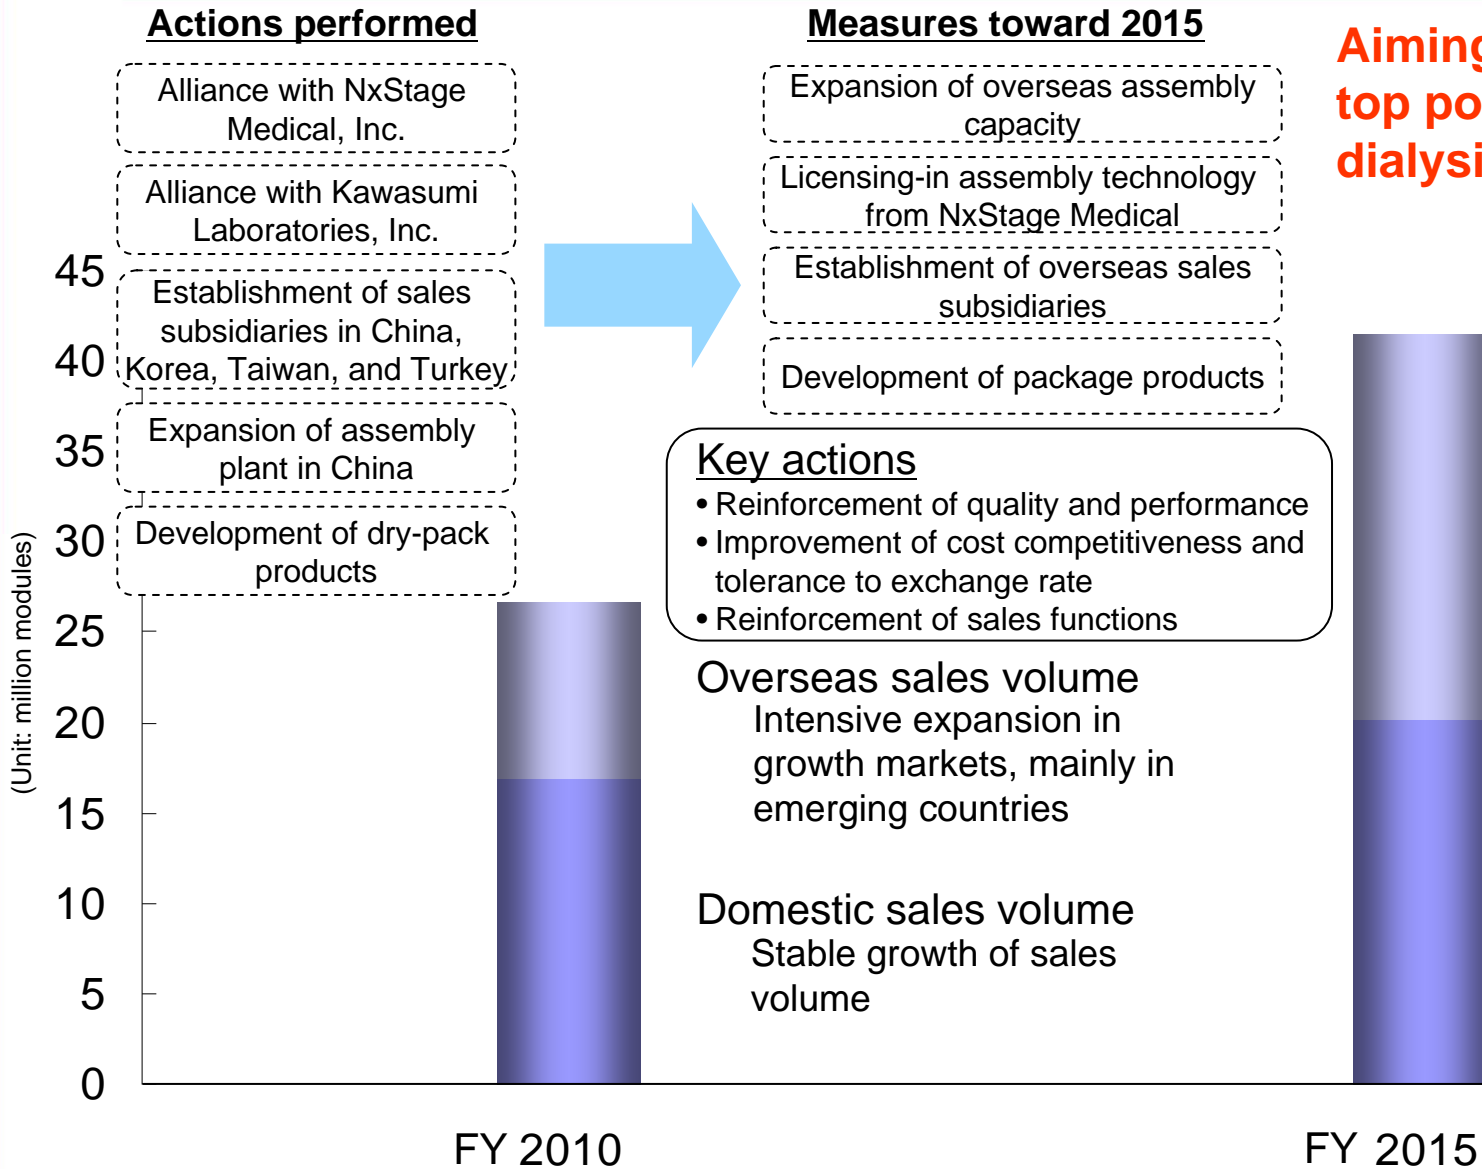 Actions performed
Alliance with NxStage
Medical, Inc.
Alliance with Kawasumi
Laboratories, Inc.
Establishment of sales
subsidiaries in China,
Korea, Taiwan, and Turkey
Expansion of assembly
plant in China
Development of dry-pack
products
Measures toward 2015
Expansion of overseas assembly
capacity
Licensing-in assembly technology
from NxStage Medical
Establishment of overseas sales
subsidiaries
Development of package products
Aiming
top po
dialysi
Key actions
• Reinforcement of quality and performance
• Improvement of cost competitiveness and
tolerance to exchange rate
• Reinforcement of sales functions
Overseas sales volume
Intensive expansion in
growth markets, mainly in
emerging countries
Domestic sales volume
Stable growth of sales
volume
(Unit: million modules)
45
40
35
30
25
20
15
10
5
0
FY 2010
FY 2015